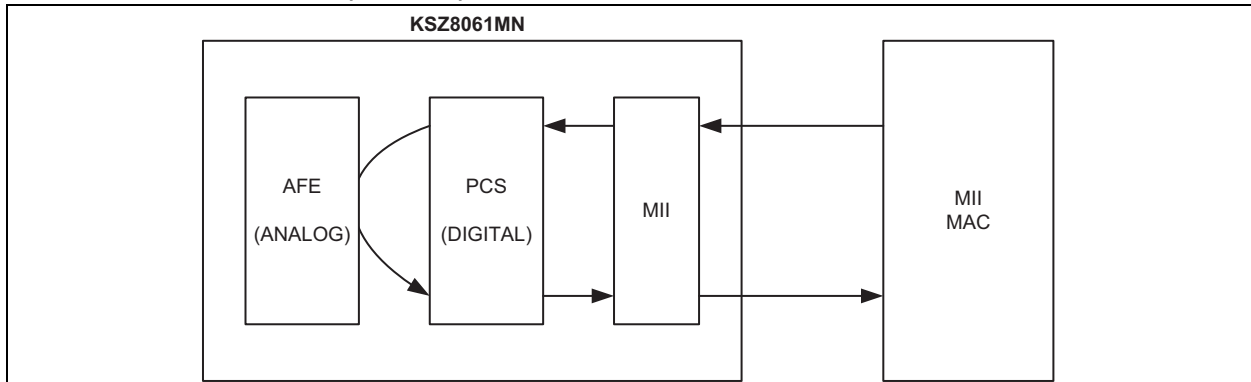 KSZ8061MN
AFE
(ANALOG)
PCS
(DIGITAL)
MII
MII
MAC